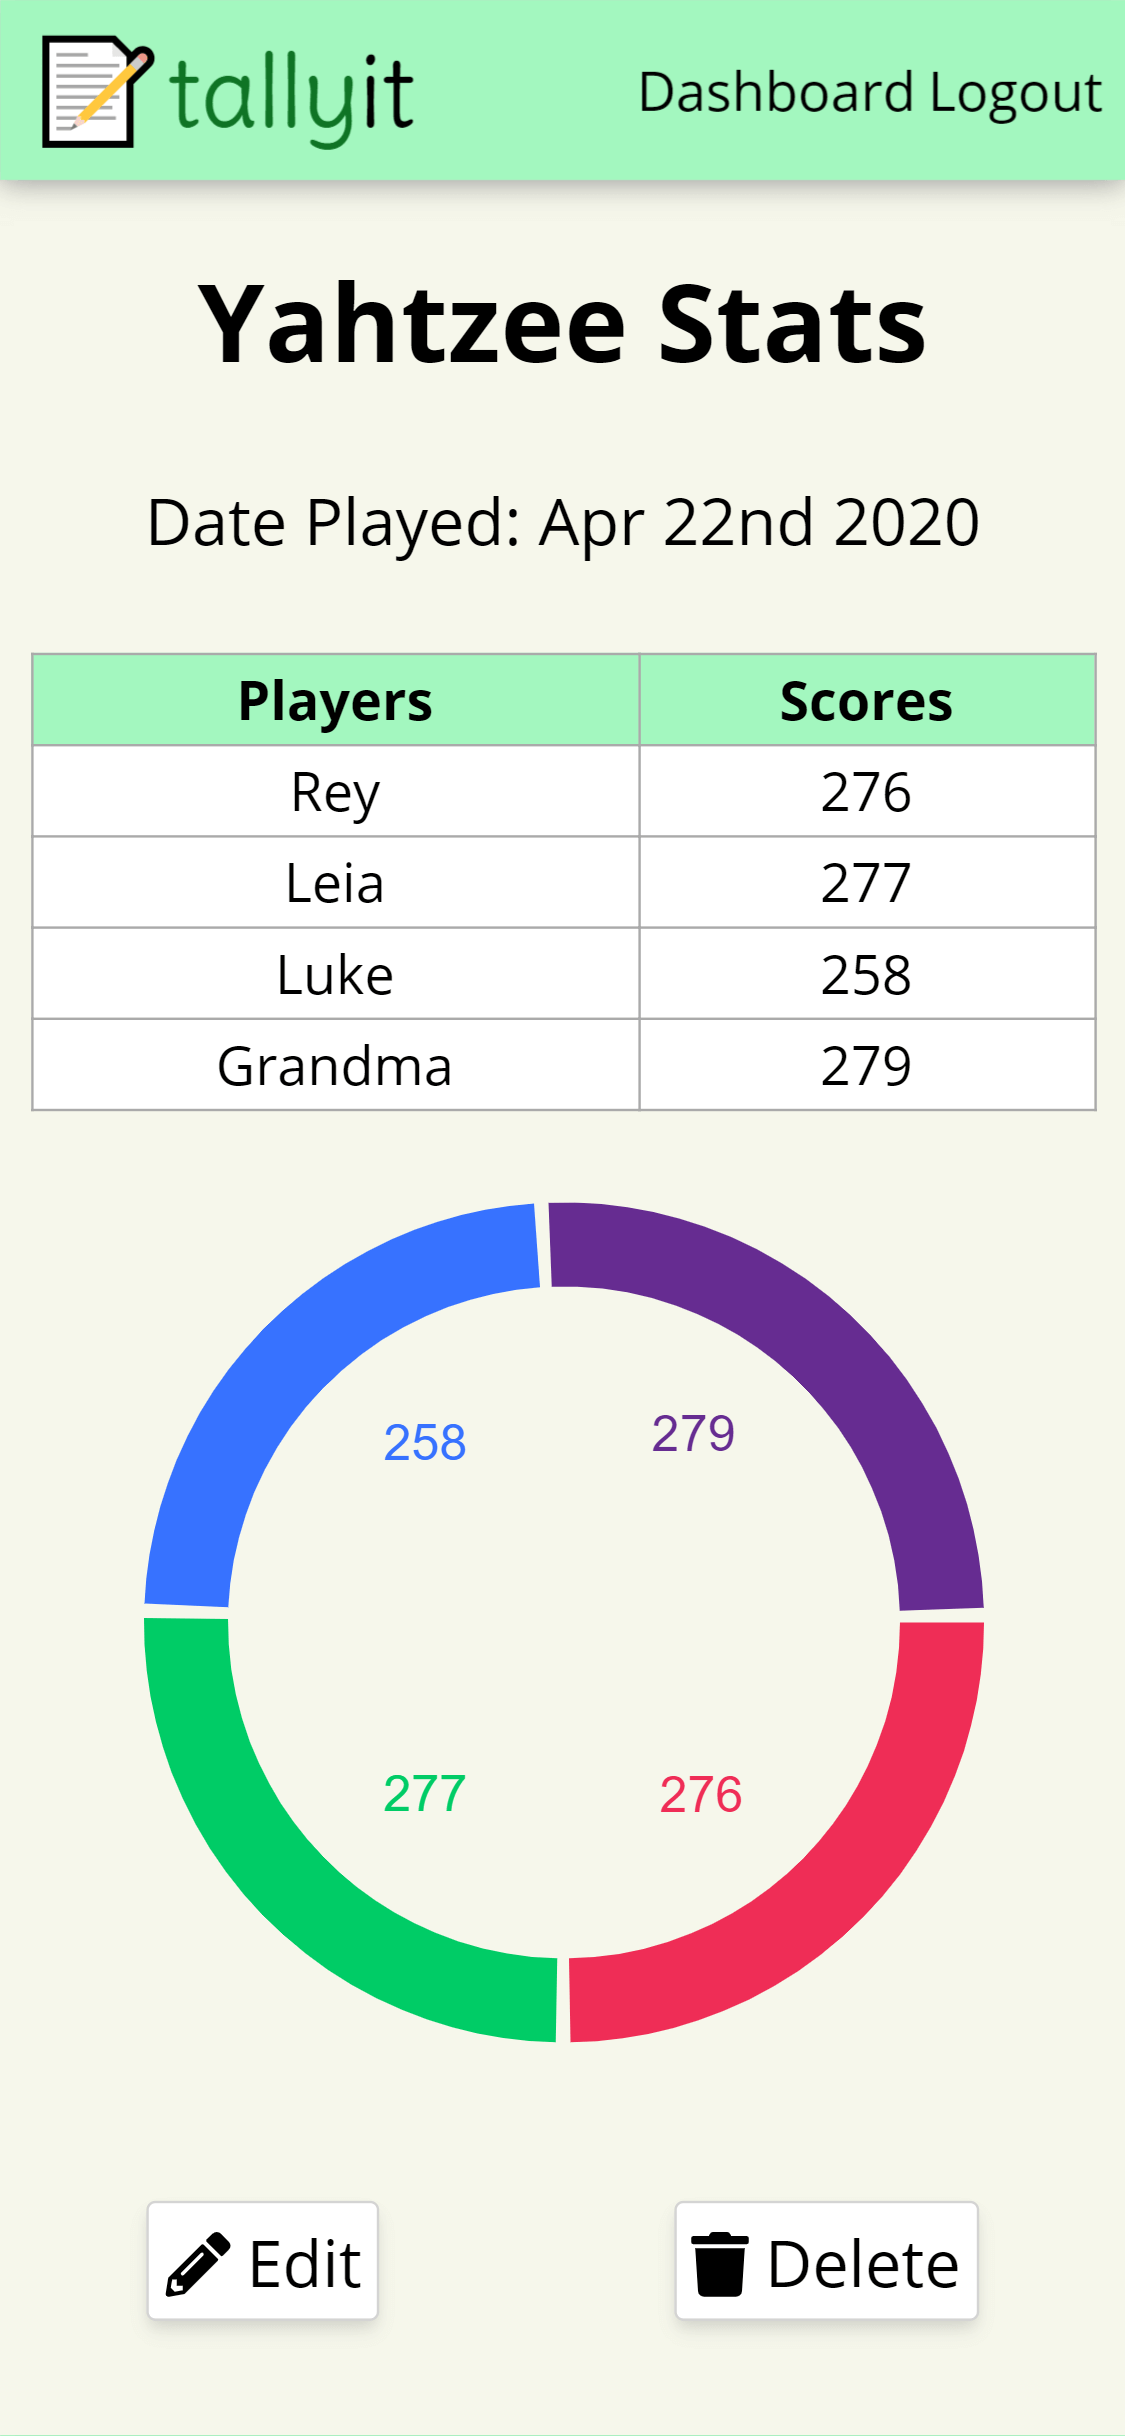 tallyit
Dashboard Logout
Yahtzee Stats
Date Played: Apr 22nd 2020
Players Scores
Rey 276
Leia 277
Luke 258
Grandma 279
258 279
277 276
Edit Delete